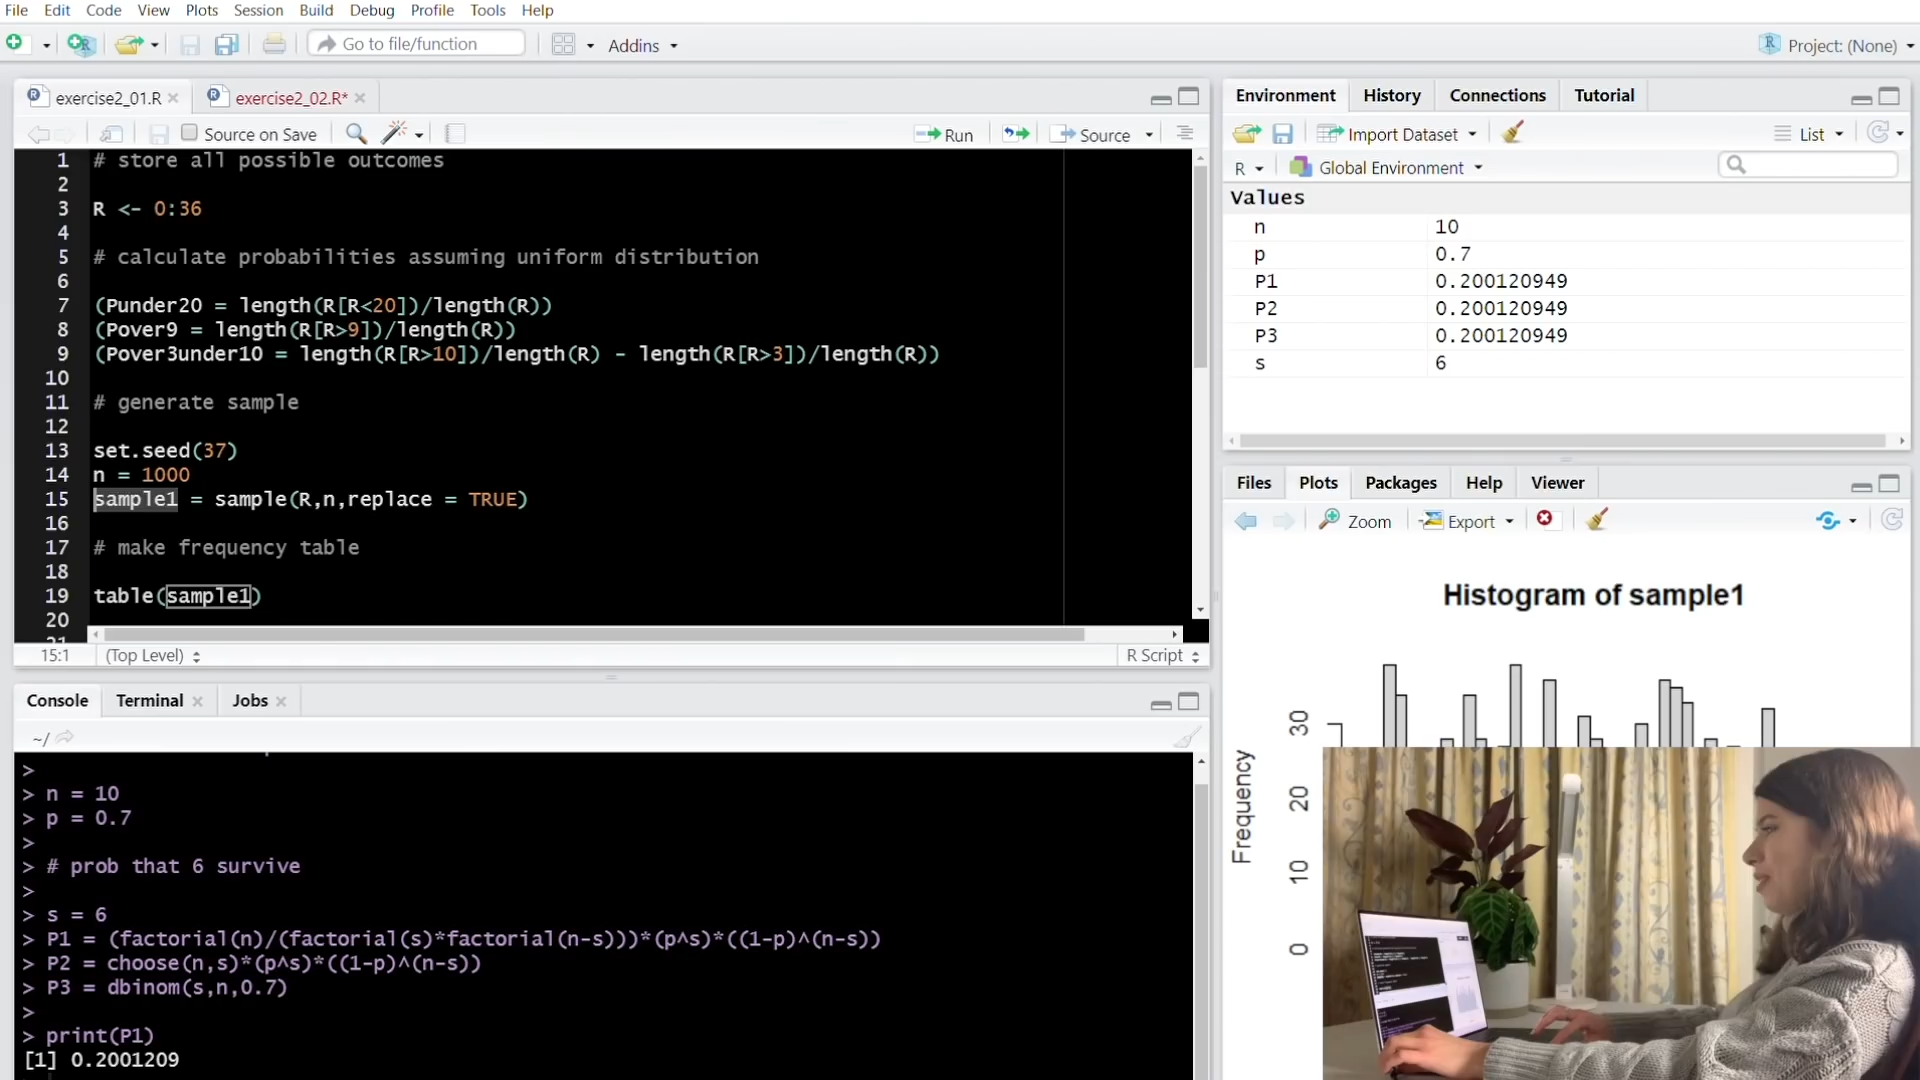 File Edit Code View Plots Session Build Debug Profile Tools Help
Go to file/function Addins Project: (None)
exercise2_01.R exercise2_02.R*
Source on Save Run Source
1 # store all possible outcomes
2
3 R <- 0:36
4
5 # calculate probabilities assuming uniform distribution
6
7 (Punder20 = length(R[R<20])/length(R))
8 (Pover9 = length(R[R>9])/length(R))
9 (Pover3under10 = length(R[R>10])/length(R) - length(R[R>3])/length(R))
10
11 # generate sample
12
13 set.seed(37)
14 n = 1000
15 sample1 = sample(R,n,replace = TRUE)
16
17 # make frequency table
18
19 table(sample1)
20
21
15:1 (Top Level) R Script
Console Terminal Jobs
~/
>
> n = 10
> p = 0.7
>
> # prob that 6 survive
>
> s = 6
> P1 = (factorial(n)/(factorial(s)*factorial(n-s)))*(p^s)*((1-p)^(n-s))
> P2 = choose(n,s)*(p^s)*((1-p)^(n-s))
> P3 = dbinom(s,n,0.7)
>
> print(P1)
[1] 0.2001209
Environment History Connections Tutorial
Import Dataset List
R Global Environment
Values
n 10
p 0.7
P1 0.200120949
P2 0.200120949
P3 0.200120949
s 6
Files Plots Packages Help Viewer
Zoom Export
Histogram of sample1
Frequency
30
20
10
0